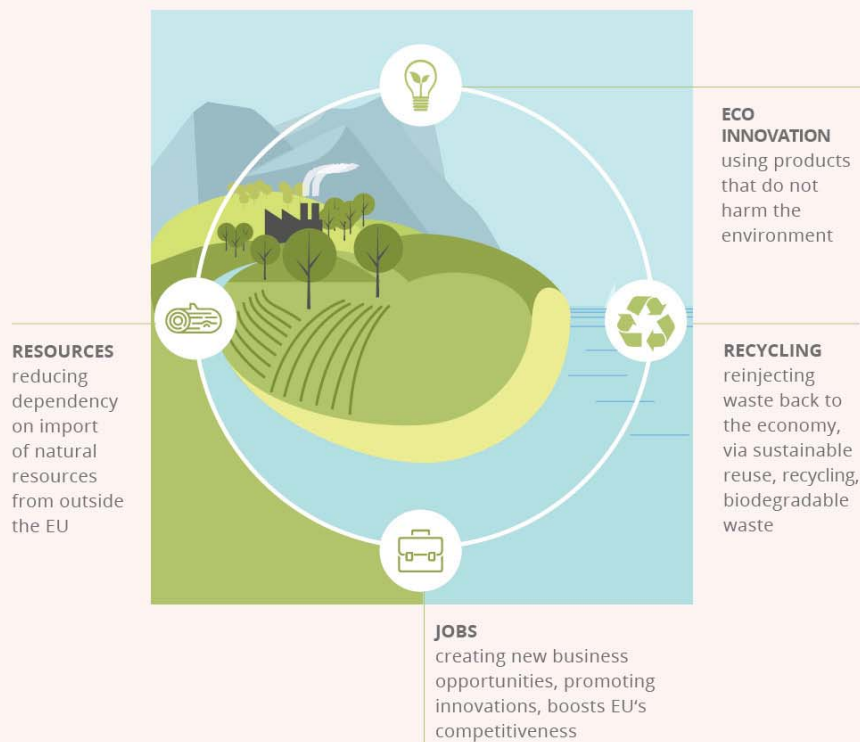 ECO
INNOVATION
using products
that do not
harm the
environment
RESOURCES
reducing
dependency
on import
of natural
resources
from outside
the EU
RECYCLING
reinjecting
waste back to
the economy,
via sustainable
reuse, recycling,
biodegradable
waste
JOBS
creating new business
opportunities, promoting
innovations, boosts EU's
competitiveness